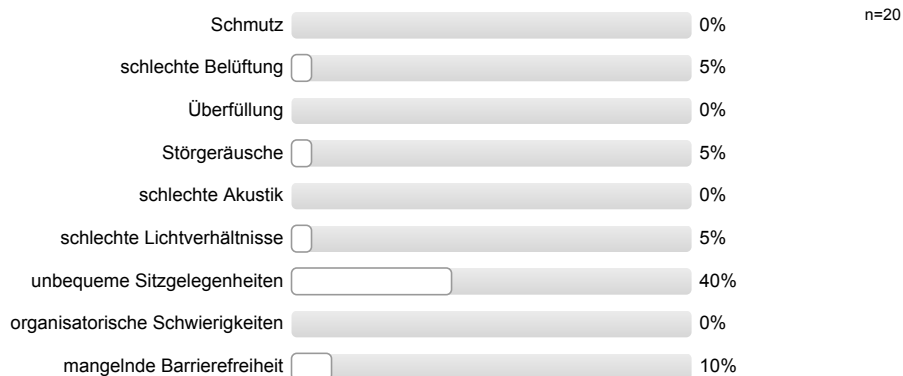 n=20
Schmutz 0%
schlechte Belüftung 5%
Überfüllung 0%
Störgeräusche 5%
schlechte Akustik 0%
schlechte Lichtverhältnisse 5%
unbequeme Sitzgelegenheiten 40%
organisatorische Schwierigkeiten 0%
mangelnde Barrierefreiheit 10%